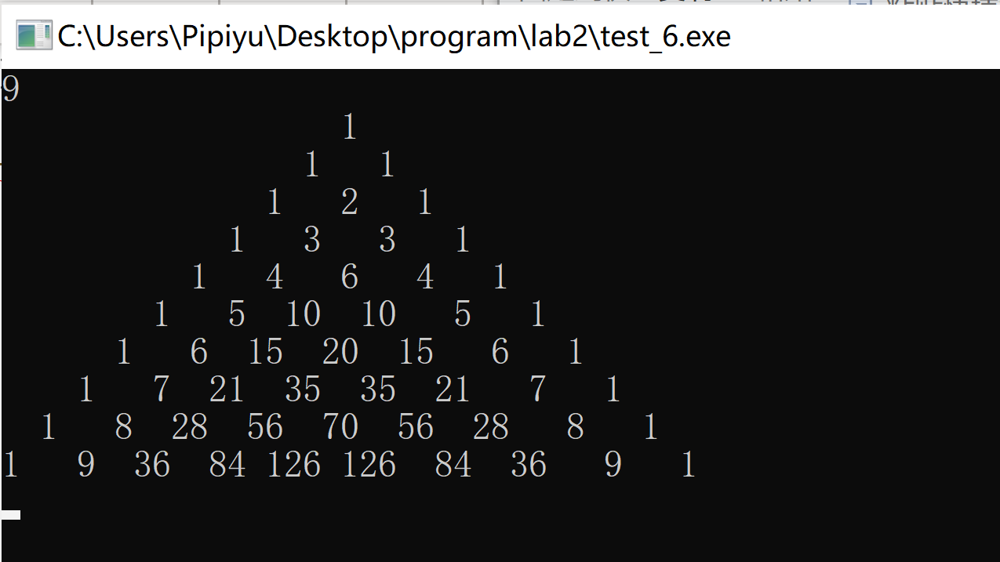 C:\Users\Pipiyu\Desktop\program\lab2\test_6.exe
9
1
1 1
1 2 1
1 3 3 1
1 4 6 4 1
1 5 10 10 5 1
1 6 15 20 15 6 1
1 7 21 35 35 21 7 1
1 8 28 56 70 56 28 8 1
1 9 36 84 126 126 84 36 9 1